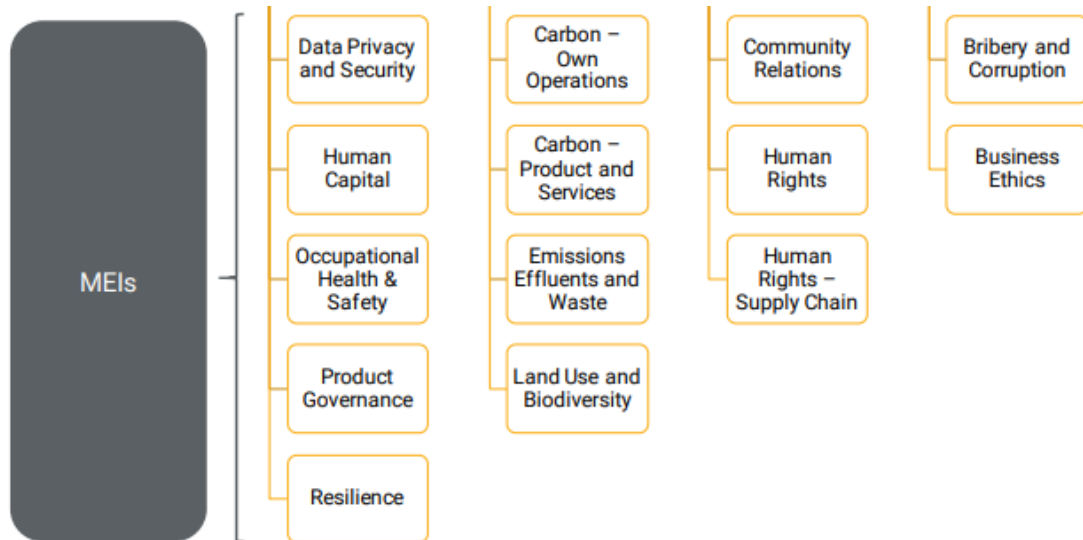 MEIs
Data Privacy
and Security
Human
Capital
Occupational
Health &
Safety
Product
Governance
Resilience
Carbon –
Own
Operations
Carbon –
Product and
Services
Emissions
Effluents and
Waste
Land Use and
Biodiversity
Community
Relations
Human
Rights
Human
Rights –
Supply Chain
Bribery and
Corruption
Business
Ethics